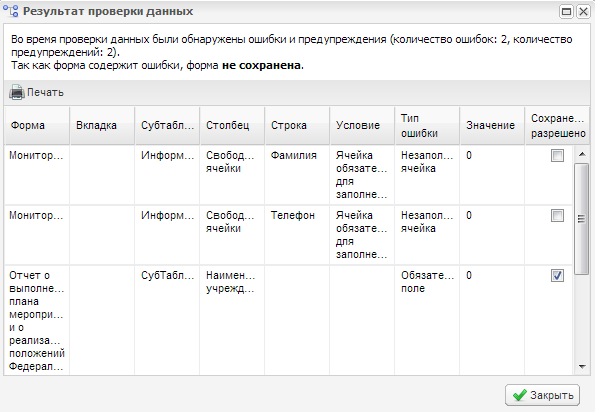 Результат проверки данных
Во время проверки данных были обнаружены ошибки и предупреждения (количество ошибок: 2, количество
предупреждений: 2).
Так как форма содержит ошибки, форма не сохранена.
Печать
Форма Вкладка Субтабл... Столбец Строка Условие Тип ошибки Значение Сохране... разрешено
Монитор... Информ... Свобод... ячейки Фамилия Ячейка обязате... для заполне... Незапол... ячейка 0
Монитор... Информ... Свобод... ячейки Телефон Ячейка обязате... для заполне... Незапол... ячейка 0
Отчет о выполне... плана меропри... и о реализа... положений Федерал... СубТабл... Наимен... учрежд... Обязате... поле 0
Закрыть